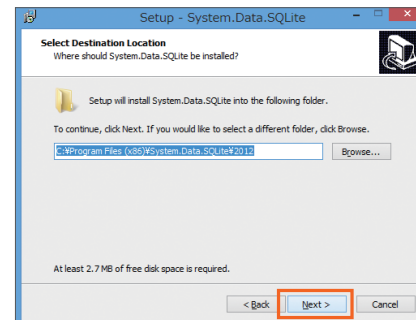 Setup - System.Data.SQLite
Select Destination Location
Where should System.Data.SQLite be installed?
Setup will install System.Data.SQLite into the following folder.
To continue, click Next. If you would like to select a different folder, click Browse.
C:¥Program Files (x86)¥System.Data.SQLite¥2012
Browse...
At least 2.7 MB of free disk space is required.
< Back
Next >
Cancel